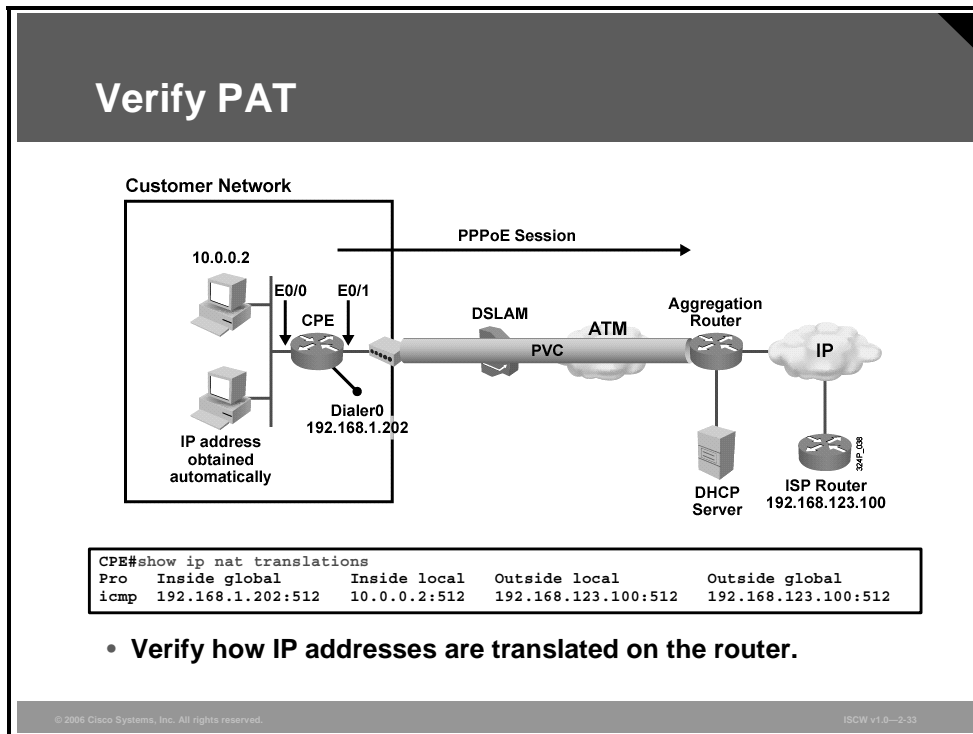 Verify PAT
Customer Network
PPPoE Session
10.0.0.2
E0/0
E0/1
CPE
DSLAM
ATM
PVC
Aggregation
Router
IP
Dialer0
192.168.1.202
IP address
obtained
automatically
DHCP
Server
ISP Router
192.168.123.100
324P_038
CPE#show ip nat translations
Pro Inside global Inside local Outside local Outside global
icmp 192.168.1.202:512 10.0.0.2:512 192.168.123.100:512 192.168.123.100:512
• Verify how IP addresses are translated on the router.
© 2006 Cisco Systems, Inc. All rights reserved.
ISCW v1.0—2-33